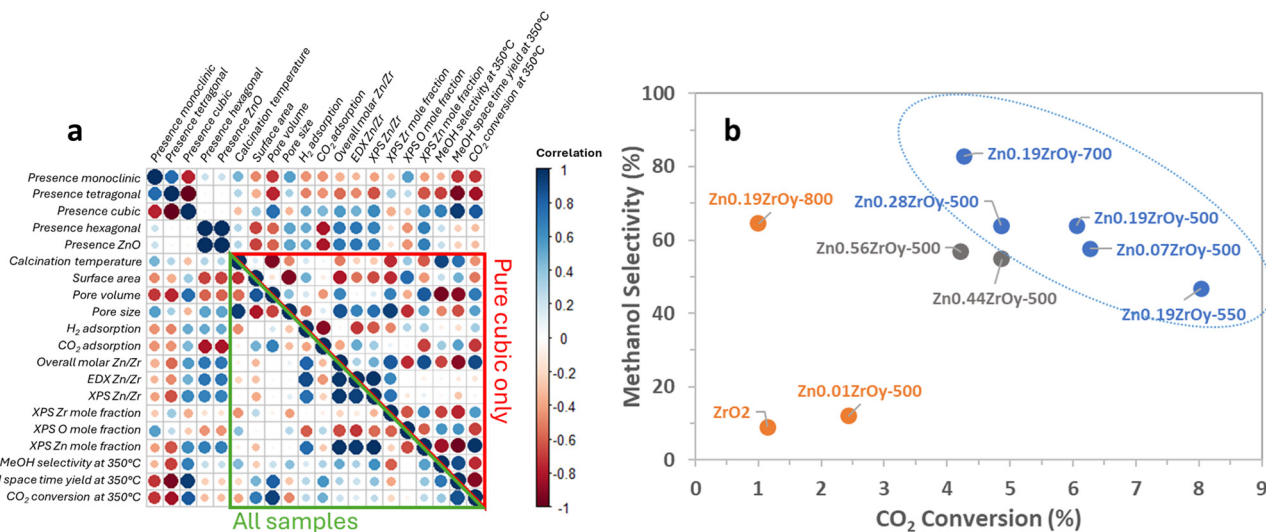 a
Presence monoclinic
Presence tetragonal
Presence cubic
Presence hexagonal
Presence ZnO
Calcination temperature
Surface area
Pore volume
Pore size
H₂ adsorption
CO₂ adsorption
Overall molar Zn/Zr
EDX Zn/Zr
XPS Zn/Zr
XPS Zr mole fraction
XPS O mole fraction
XPS Zn mole fraction
MeOH selectivity at 350ºC
MeOH space time yield at 350ºC
CO₂ conversion at 350ºC
Presence monoclinic
Presence tetragonal
Presence cubic
Presence hexagonal
Presence ZnO
Calcination temperature
Surface area
Pore volume
Pore size
H₂ adsorption
CO₂ adsorption
Overall molar Zn/Zr
EDX Zn/Zr
XPS Zn/Zr
XPS Zr mole fraction
XPS O mole fraction
XPS Zn mole fraction
MeOH selectivity at 350ºC
space time yield at 350ºC
CO₂ conversion at 350ºC
Pure cubic only
All samples
Correlation
1
0.8
0.6
0.4
0.2
0
-0.2
-0.4
-0.6
-0.8
-1
b
Methanol Selectivity (%)
100
80
60
40
20
0
Zn0.19ZrOy-700
Zn0.19ZrOy-800
Zn0.28ZrOy-500
Zn0.19ZrOy-500
Zn0.56ZrOy-500
Zn0.07ZrOy-500
Zn0.44ZrOy-500
Zn0.19ZrOy-550
Zn0.01ZrOy-500
ZrO2
0 1 2 3 4 5 6 7 8 9
CO₂ Conversion (%)